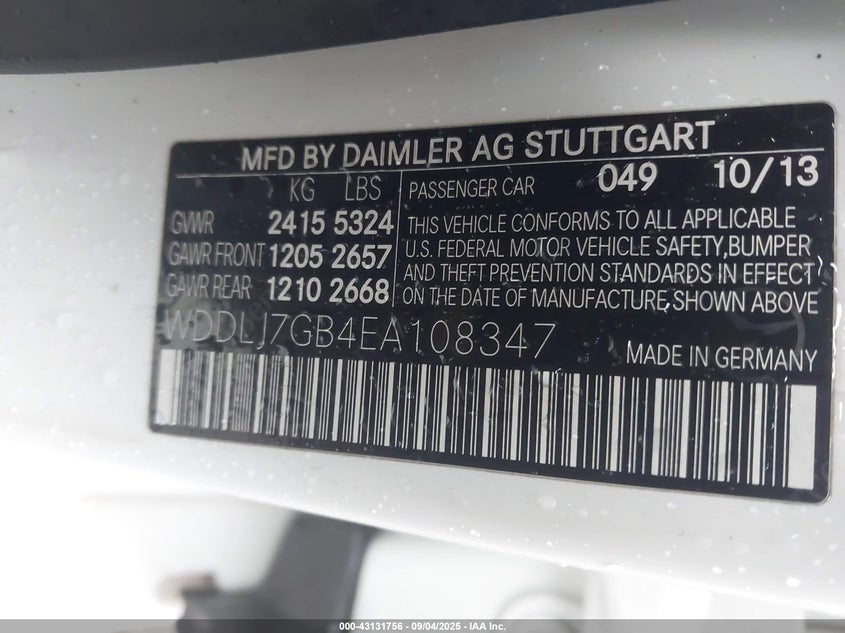 MFD BY DAIMLER AG STUTTGART
KG LBS
GVWR 2415 5324
GAWR FRONT 1205 2657
GAWR REAR 1210 2668
PASSENGER CAR 049 10/13
THIS VEHICLE CONFORMS TO ALL APPLICABLE
U.S. FEDERAL MOTOR VEHICLE SAFETY, BUMPER
AND THEFT PREVENTION STANDARDS IN EFFECT
ON THE DATE OF MANUFACTURE SHOWN ABOVE
WDDLJ7GB4EA108347
MADE IN GERMANY
000-43131756 - 09/04/2025 - IAA Inc.